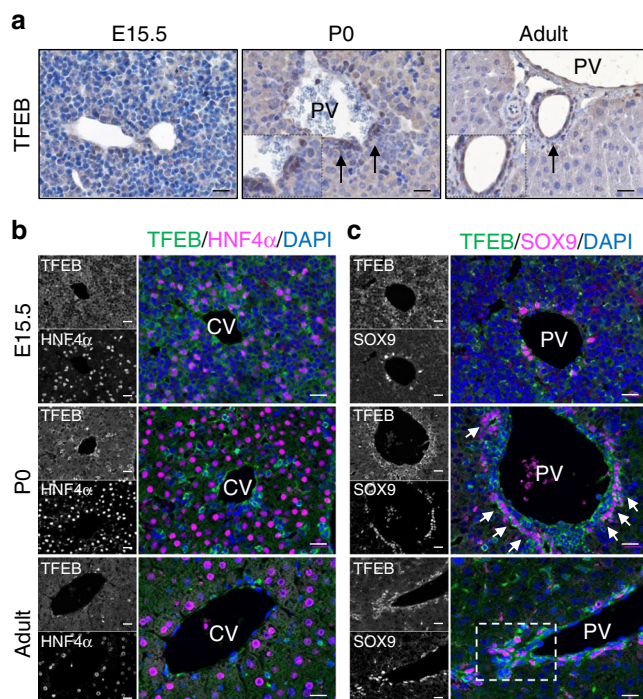 a
E15.5
P0
Adult
TFEB
PV
PV
b
TFEB/HNF4α/DAPI
c
TFEB/SOX9/DAPI
E15.5
TFEB
HNF4α
CV
TFEB
SOX9
PV
P0
TFEB
HNF4α
CV
TFEB
SOX9
PV
Adult
TFEB
HNF4α
CV
TFEB
SOX9
PV